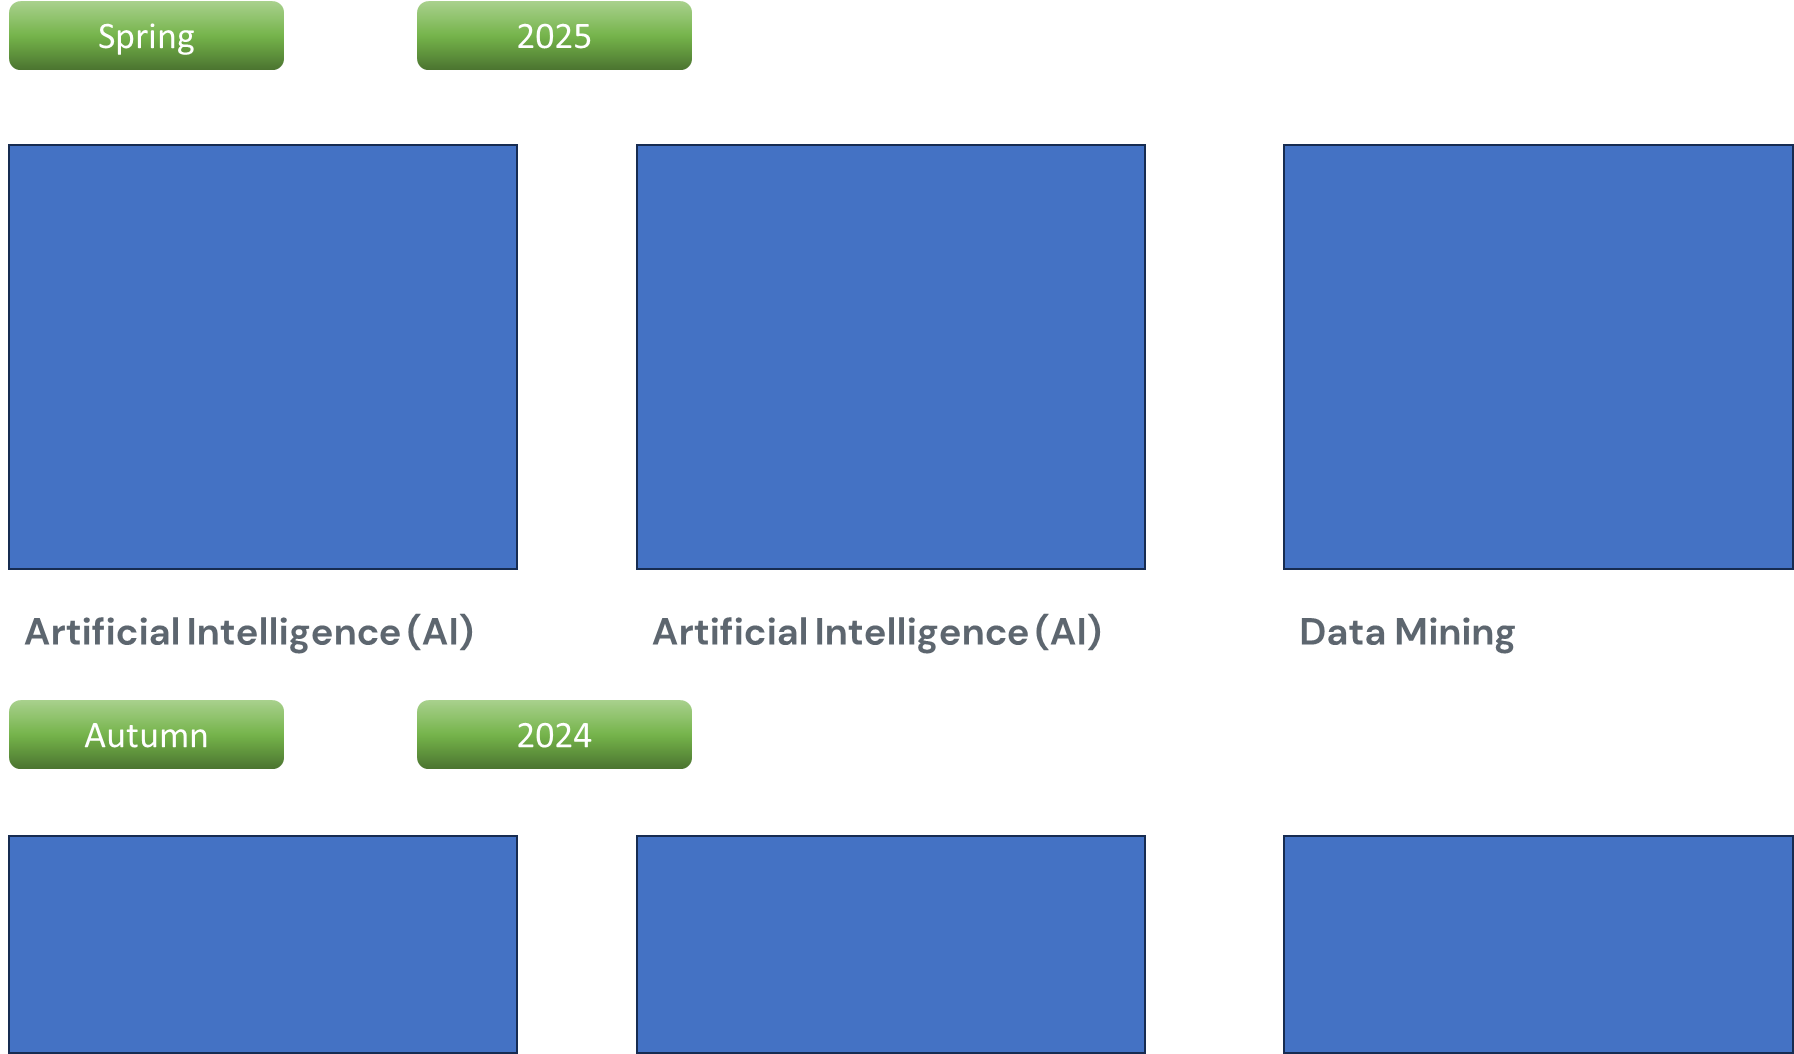 Spring
2025
Artificial Intelligence (AI)
Artificial Intelligence (AI)
Data Mining
Autumn
2024